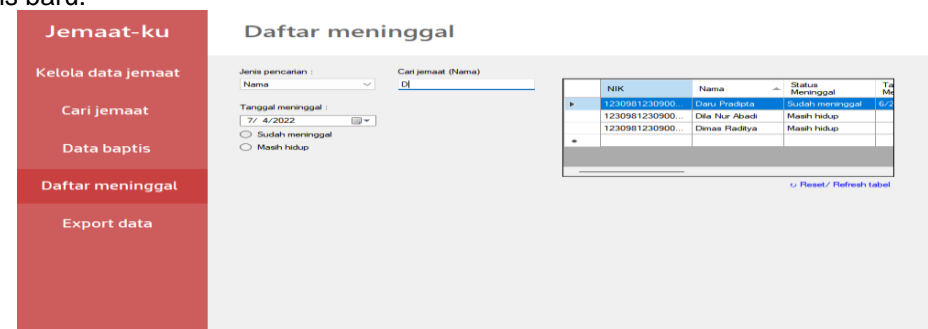 Jemaat-ku
Daftar meninggal
Kelola data jemaat
Cari jemaat
Data baptis
Daftar meninggal
Export data
Jenis pencarian :
Nama
Cari jemaat (Nama)
D
Tanggal meninggal :
7/ 4/2022
Sudah meninggal
Masih hidup
NIK Nama Status Meninggal
1230981230900... Daru Pradipta Sudah meninggal 6/2
1230981230900... Dila Nur Abadi Masih hidup
1230981230900... Dimas Raditya Masih hidup
Reset/ Refresh tabel